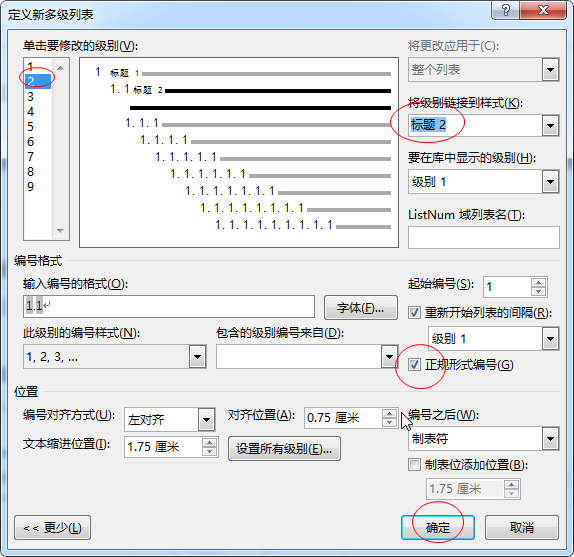 定义新多级列表
单击要修改的级别(V):
1
2
3
4
5
6
7
8
9
1 标题 1
1.1 标题 2
1.1.1
1.1.1.1
1.1.1.1.1
1.1.1.1.1.1
1.1.1.1.1.1.1
1.1.1.1.1.1.1.1
1.1.1.1.1.1.1.1.1
将更改应用于(C):
整个列表
将级别链接到样式(K):
标题 2
要在库中显示的级别(H):
级别 1
ListNum 域列表名(T):
编号格式
输入编号的格式(O):
1.1
字体(F)...
起始编号(S):
1
重新开始列表的间隔(R):
级别 1
此级别的编号样式(N):
1, 2, 3, ...
包含的级别编号来自(D):
正规形式编号(G)
位置
编号对齐方式(U):
左对齐
对齐位置(A):
0.75 厘米
编号之后(W):
制表符
文本缩进位置(I):
1.75 厘米
设置所有级别(E)...
制表位添加位置(B):
1.75 厘米
<< 更少(L)
确定
取消